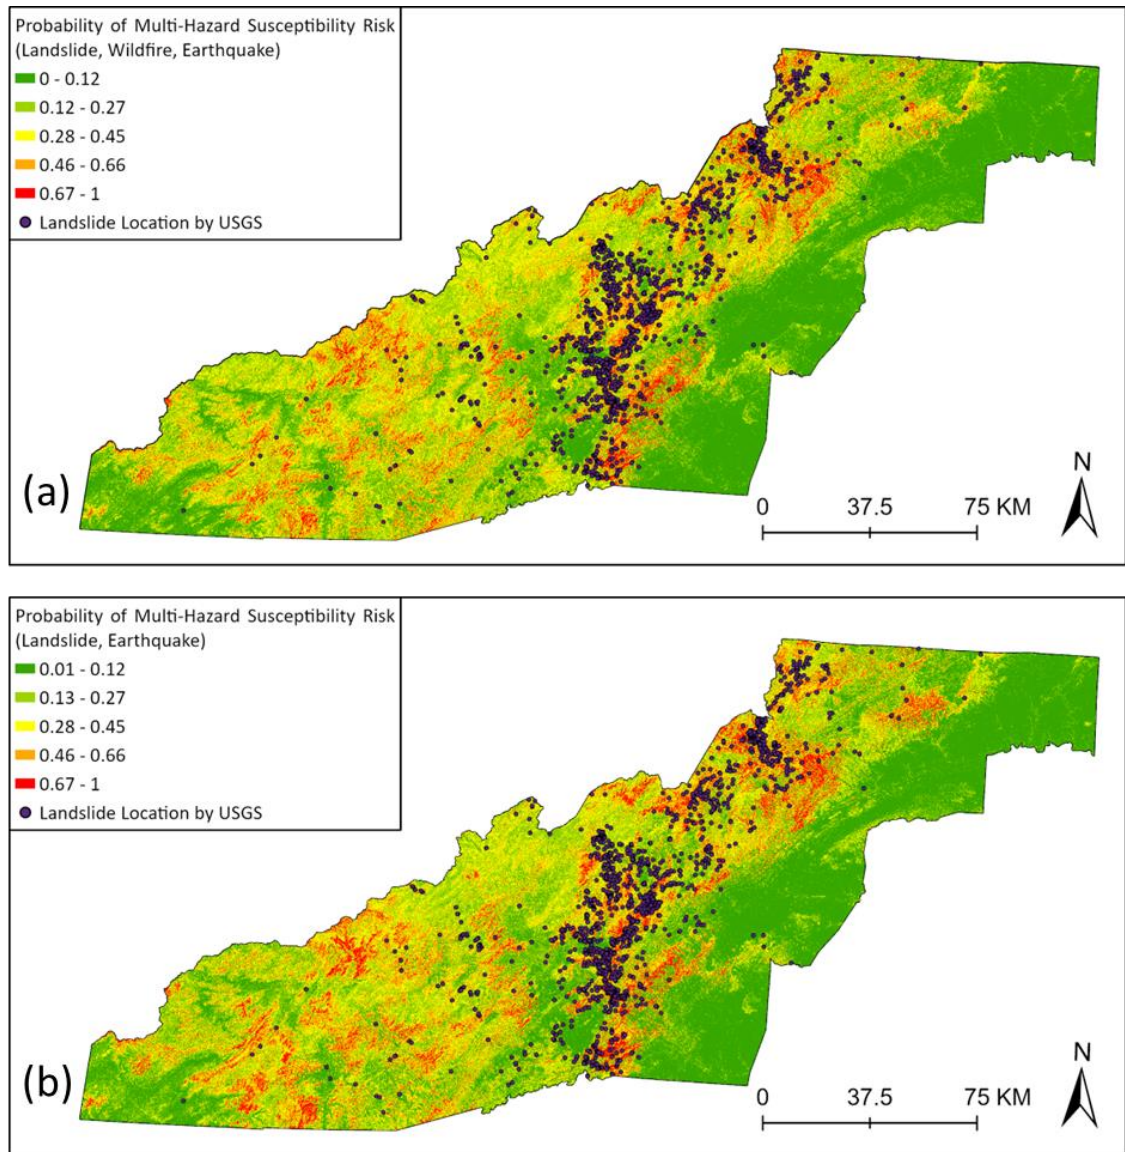 Probability of Multi-Hazard Susceptibility Risk
(Landslide, Wildfire, Earthquake)
0 - 0.12
0.12 - 0.27
0.28 - 0.45
0.46 - 0.66
0.67 - 1
Landslide Location by USGS
(a)
N
0 37.5 75 KM
Probability of Multi-Hazard Susceptibility Risk
(Landslide, Earthquake)
0.01 - 0.12
0.13 - 0.27
0.28 - 0.45
0.46 - 0.66
0.67 - 1
Landslide Location by USGS
(b)
N
0 37.5 75 KM